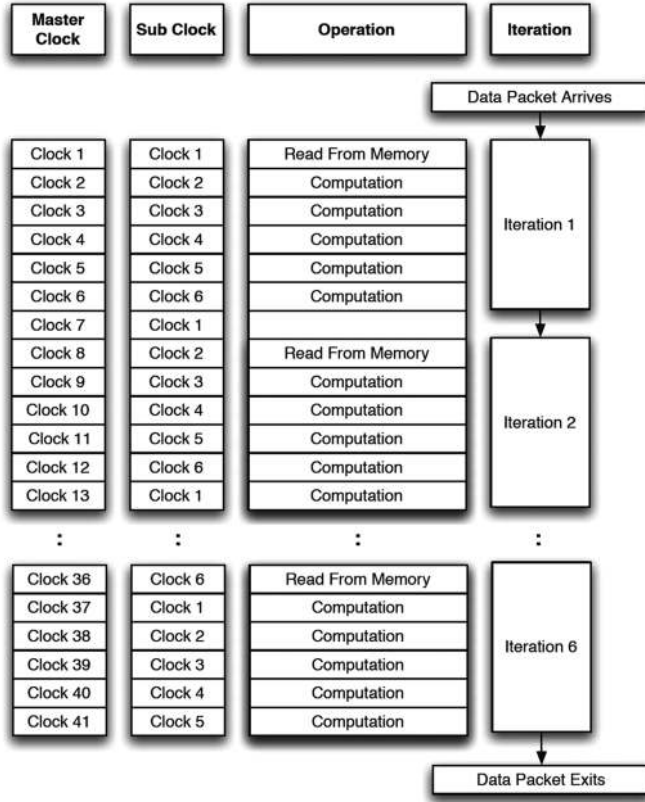 Master Clock Sub Clock Operation Iteration
Data Packet Arrives
Clock 1 Clock 1 Read From Memory
Clock 2 Clock 2 Computation
Clock 3 Clock 3 Computation
Iteration 1
Clock 4 Clock 4 Computation
Clock 5 Clock 5 Computation
Clock 6 Clock 6 Computation
Clock 7 Clock 1
Clock 8 Clock 2 Read From Memory
Clock 9 Clock 3 Computation
Clock 10 Clock 4 Computation
Iteration 2
Clock 11 Clock 5 Computation
Clock 12 Clock 6 Computation
Clock 13 Clock 1 Computation
: : : :
Clock 36 Clock 6 Read From Memory
Clock 37 Clock 1 Computation
Clock 38 Clock 2 Computation
Iteration 6
Clock 39 Clock 3 Computation
Clock 40 Clock 4 Computation
Clock 41 Clock 5 Computation
Data Packet Exits